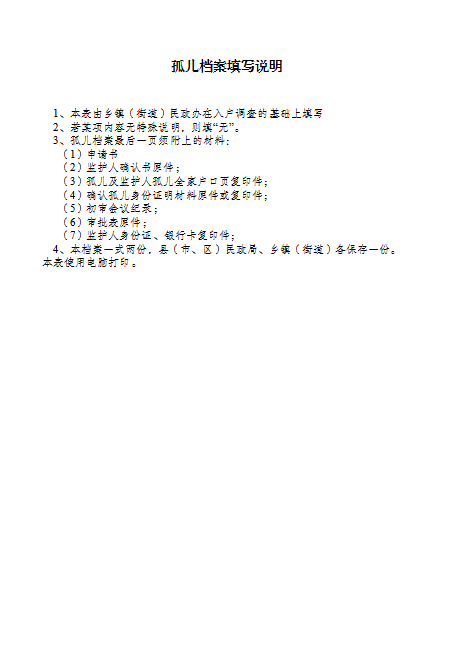 孤儿档案填写说明
1、本表由乡镇（街道）民政办在入户调查的基础上填写
2、若某项内容无特殊说明，则填“无”。
3、孤儿档案最后一页须附上的材料：
（1）申请书
（2）监护人确认书原件；
（3）孤儿及监护人孤儿全家户口页复印件；
（4）确认孤儿身份证明材料原件或复印件；
（5）初审会议纪录；
（6）审批表原件；
（7）监护人身份证、银行卡复印件；
4、本档案一式两份，县（市、区）民政局、乡镇（街道）各保存一份。
本表使用电脑打印。